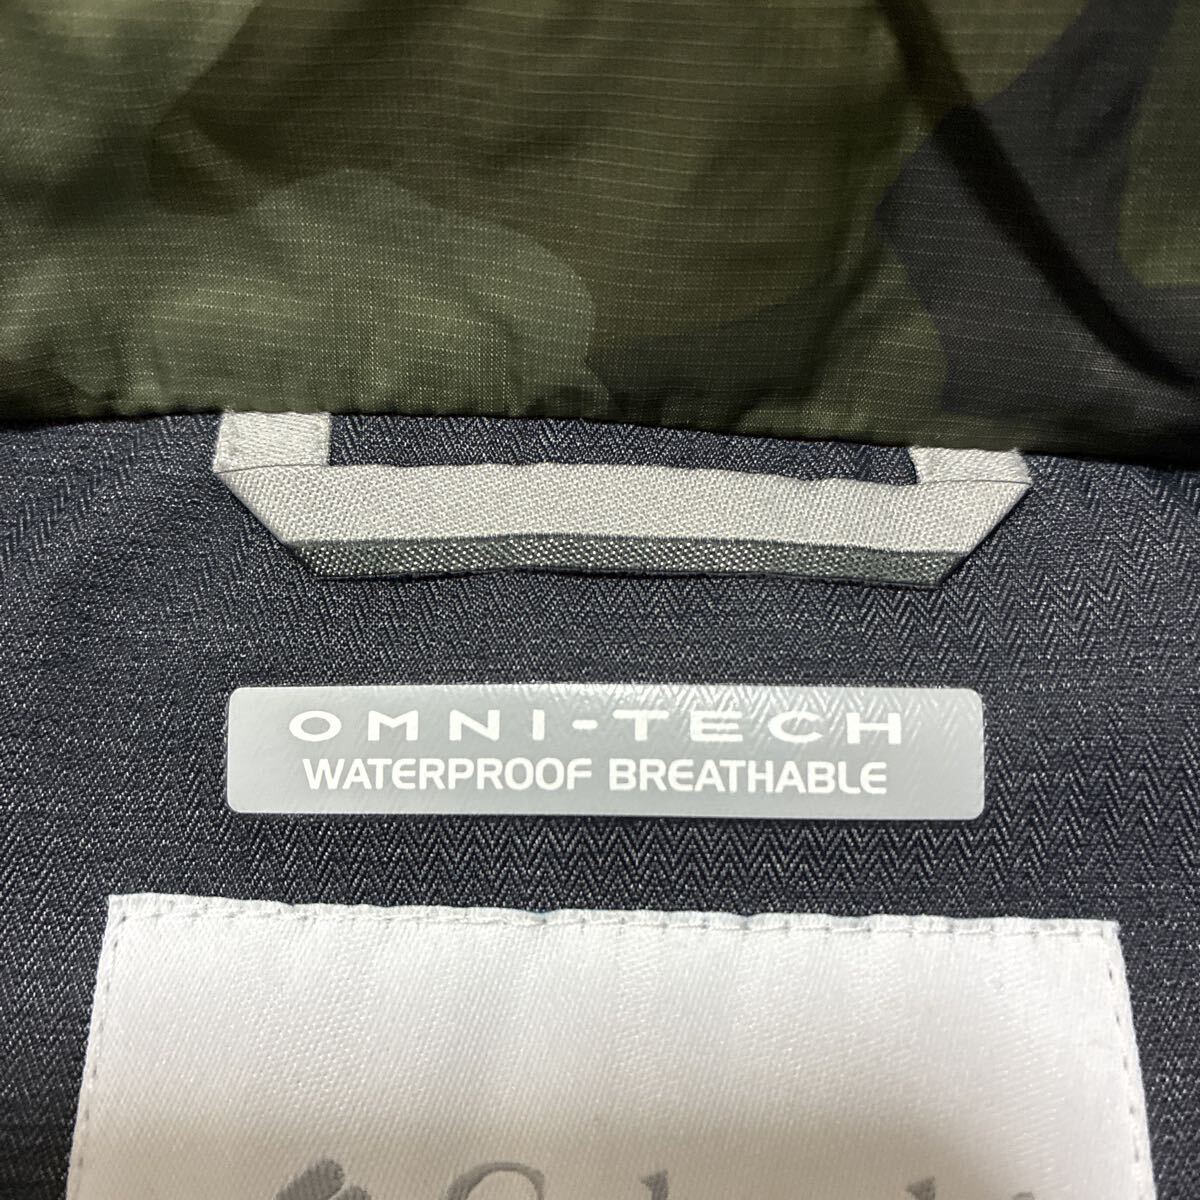 OMNI-TECH
WATERPROOF BREATHABLE